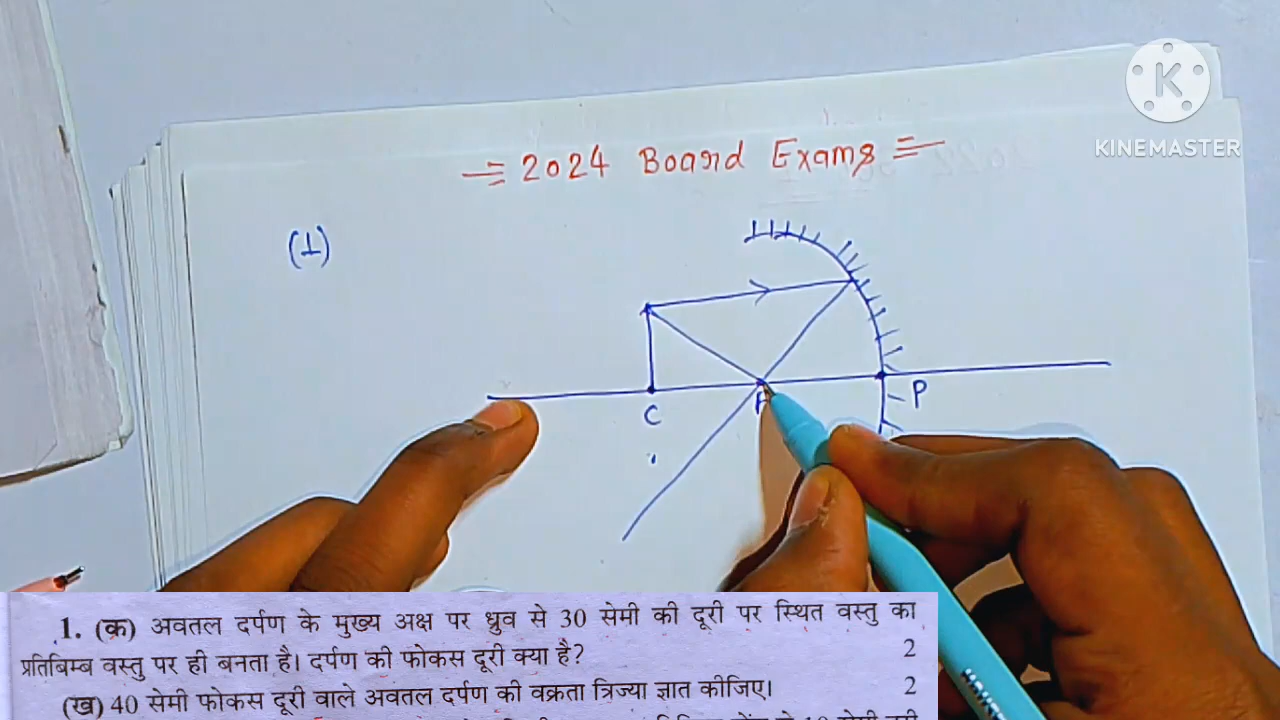 KINEMASTER
= 2024 Board Exams =
(1)
C
P
1. (क) अवतल दर्पण के मुख्य अक्ष पर ध्रुव से 30 सेमी की दूरी पर स्थित वस्तु का
प्रतिबिम्ब वस्तु पर ही बनता है। दर्पण की फोकस दूरी क्या है? 2
(ख) 40 सेमी फोकस दूरी वाले अवतल दर्पण की वक्रता त्रिज्या ज्ञात कीजिए। 2